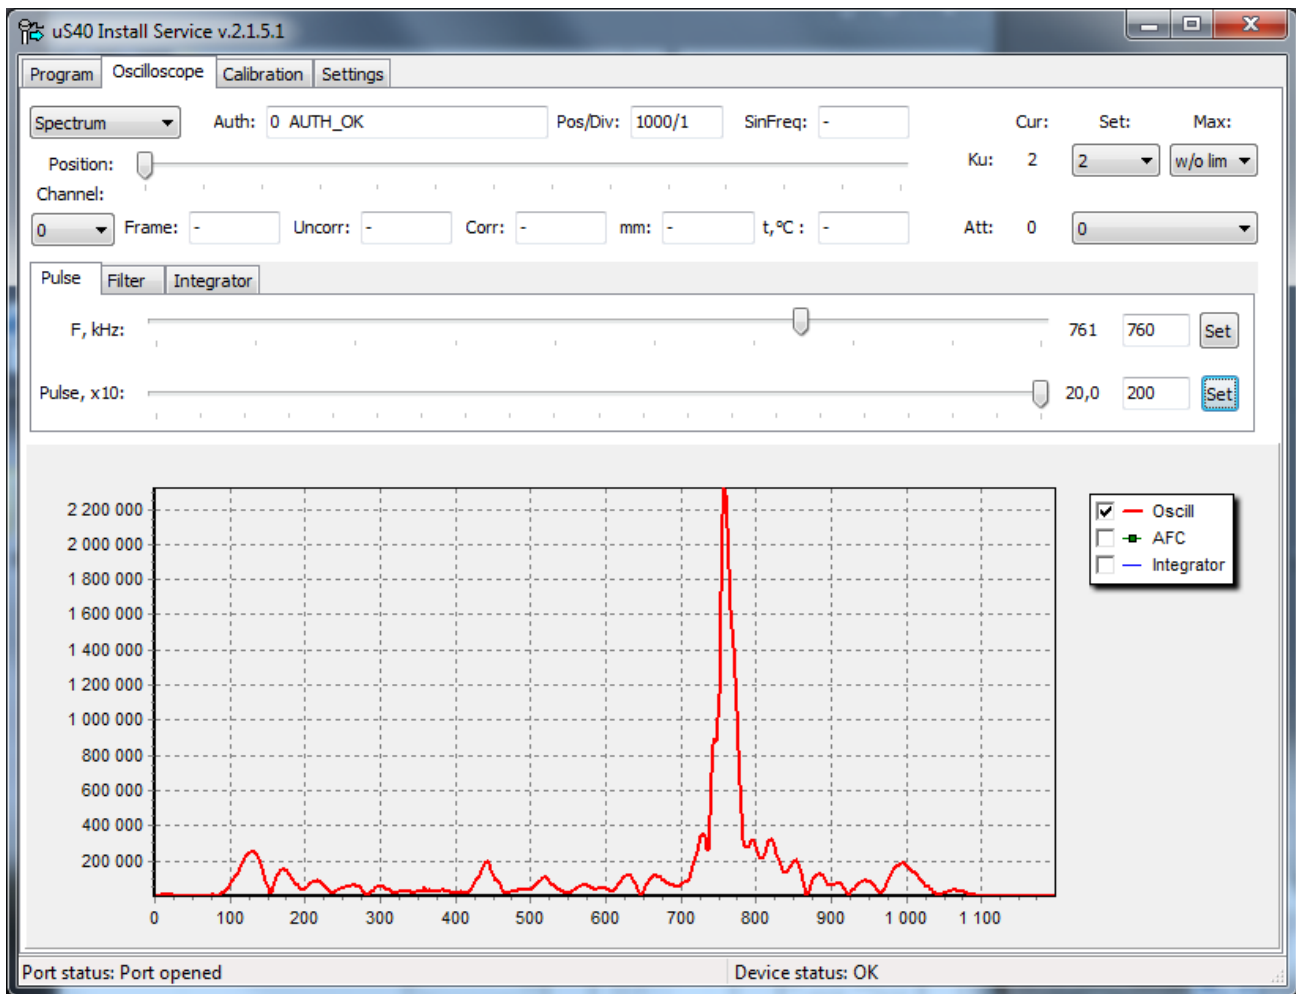 uS40 Install Service v.2.1.5.1
Program Oscilloscope Calibration Settings
Spectrum Auth: 0 AUTH_OK Pos/Div: 1000/1 SinFreq: - Cur: Set: Max:
Position: Ku: 2 2 w/o lim
Channel:
0 Frame: - Uncorr: - Corr: - mm: - t,ºC : - Att: 0 0
Pulse Filter Integrator
F, kHz: 761 760 Set
Pulse, x10: 20,0 200 Set
2 200 000
2 000 000
1 800 000
1 600 000
1 400 000
1 200 000
1 000 000
800 000
600 000
400 000
200 000
0 100 200 300 400 500 600 700 800 900 1 000 1 100
Oscill
AFC
Integrator
Port status: Port opened Device status: OK